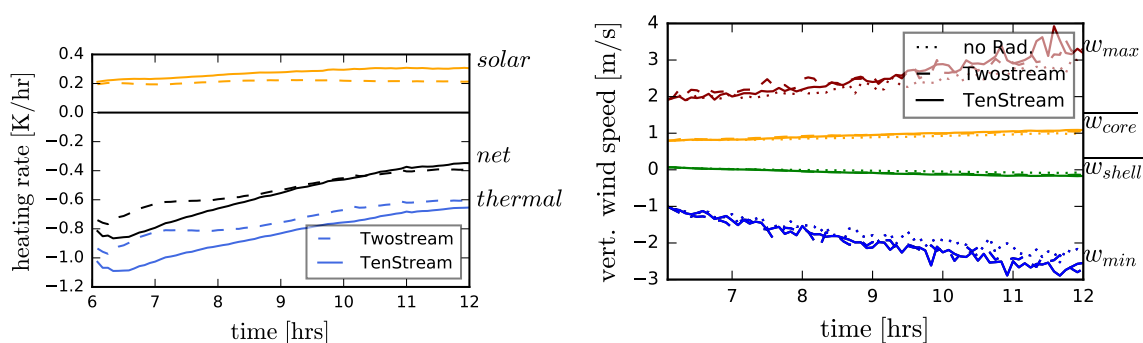 heating rate [K/hr]
0.4
0.2
0.0
−0.2
−0.4
−0.6
−0.8
−1.0
−1.2
solar
net
thermal
Twostream
TenStream
6 7 8 9 10 11 12
time [hrs]
vert. wind speed [m/s]
4
3
2
1
0
−1
−2
−3
no Rad.
Twostream
TenStream
w_max
w_core
w_shell
w_min
7 8 9 10 11 12
time [hrs]